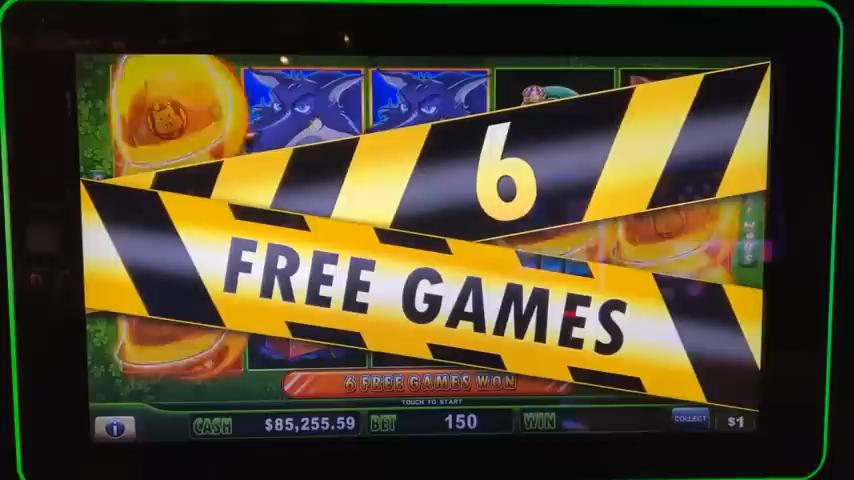 6
FREE GAMES
6 FREE GAMES WON
TOUCH TO START
CASH $85,255.59 BET 150 WIN COLLECT $1